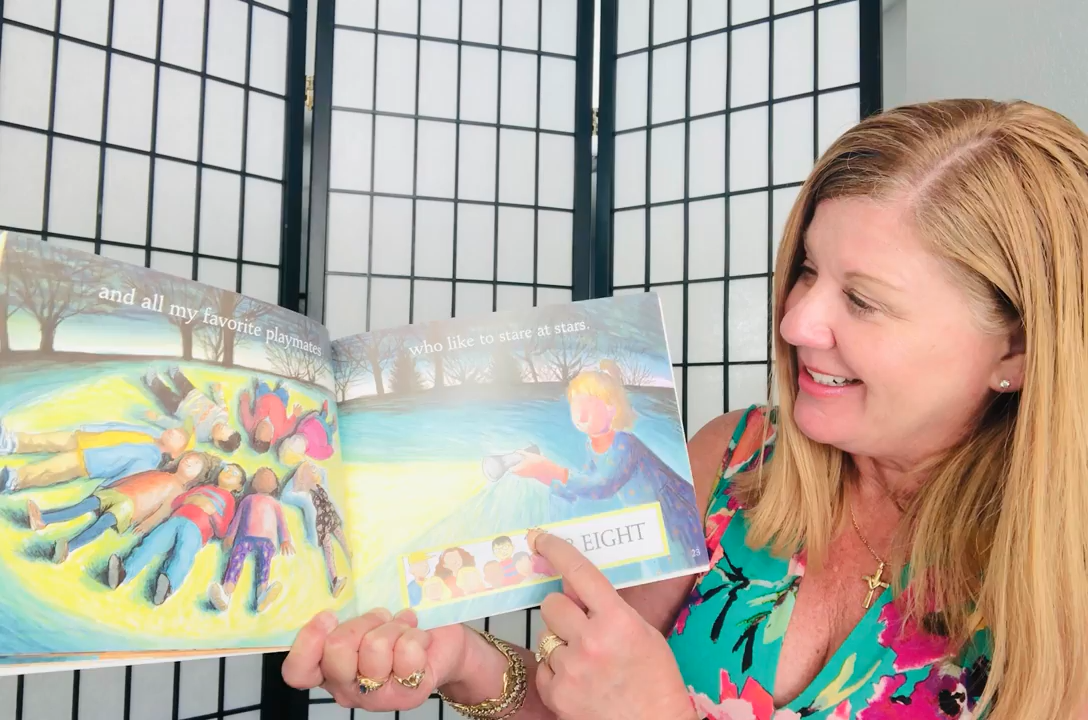 and all my favorite playmates
who like to stare at stars.
EIGHT
23